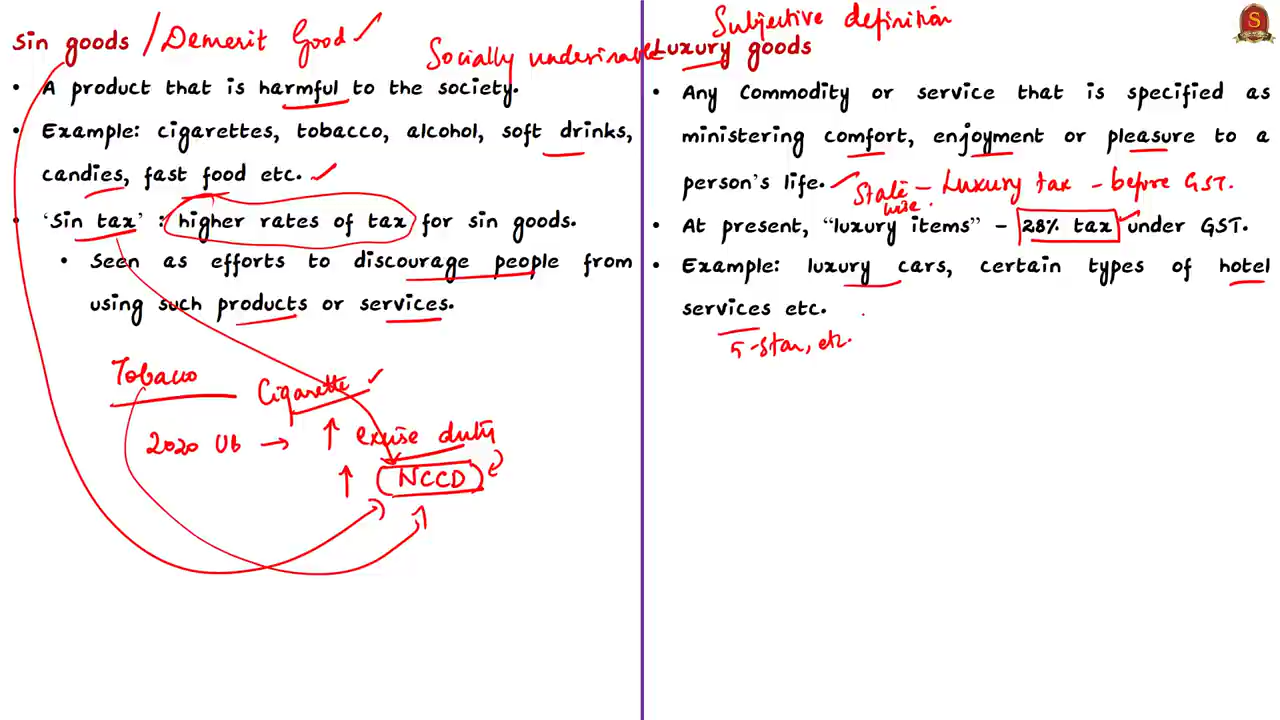 Sin goods / Demerit Good ✓
Socially undesirable
• A product that is harmful to the society.
• Example: cigarettes, tobacco, alcohol, soft drinks,
candies, fast food etc. ✓
• 'Sin tax' : higher rates of tax for sin goods.
• Seen as efforts to discourage people from
using such products or services.
Tobacco Cigarette ✓
2020 UB → ↑ excise duty
↑ NCCD
Subjective definition
Luxury goods
• Any Commodity or service that is specified as
ministering comfort, enjoyment or pleasure to a
person's life. ✓ State wise – Luxury tax – before GST.
• At present, "luxury items" – 28% tax ✓ under GST.
• Example: luxury cars, certain types of hotel
services etc.
5-star, etc.
S